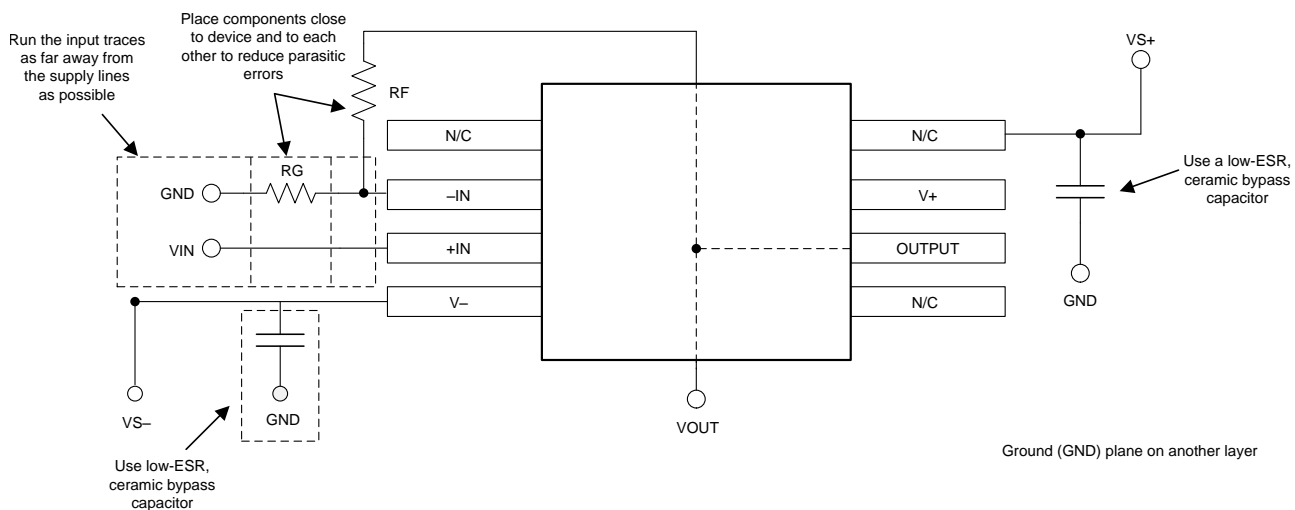 Run the input traces
as far away from
the supply lines
as possible
Place components close
to device and to each
other to reduce parasitic
errors
RF
VS+
N/C
N/C
Use a low-ESR,
ceramic bypass
capacitor
RG
GND
–IN
V+
VIN
+IN
OUTPUT
GND
V–
N/C
VS–
GND
VOUT
Use low-ESR,
ceramic bypass
capacitor
Ground (GND) plane on another layer